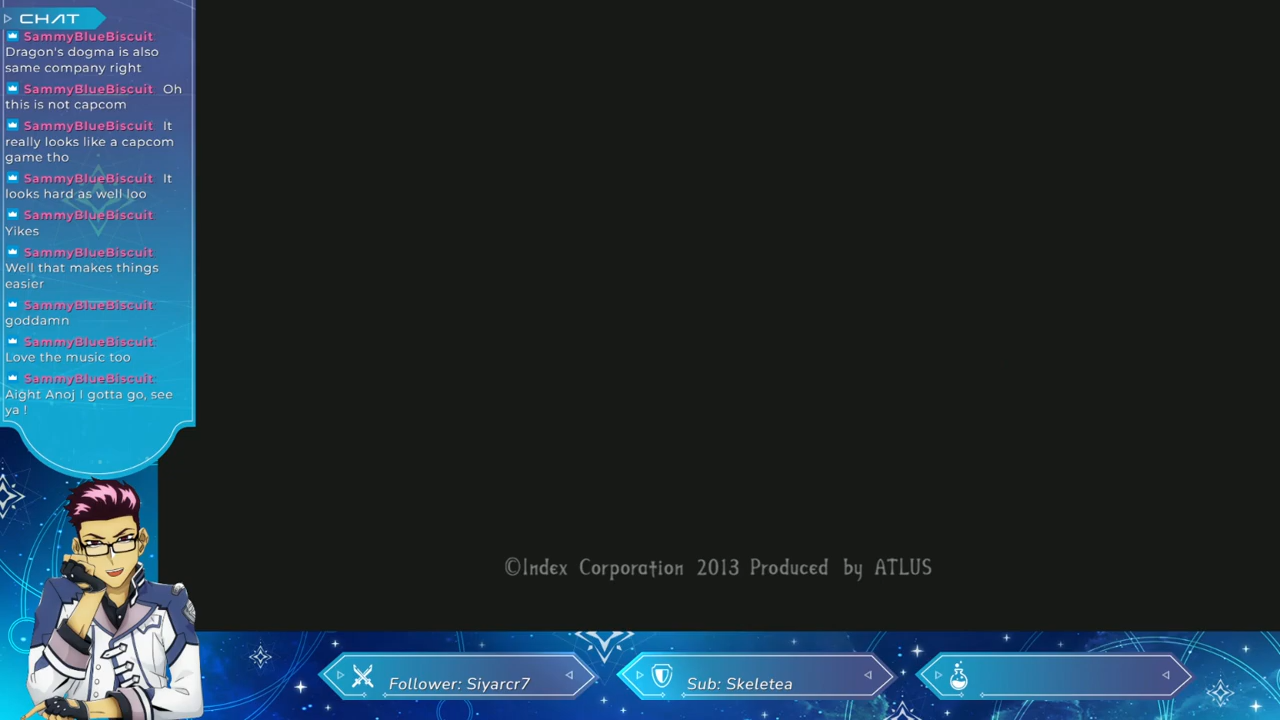 CHAT
SammyBlueBiscuit
Dragon's dogma is also
same company right
SammyBlueBiscuit Oh
this is not capcom
SammyBlueBiscuit It
really looks like a capcom
game tho
SammyBlueBiscuit It
looks hard as well loo
SammyBlueBiscuit
Yikes
SammyBlueBiscuit
Well that makes things
easier
SammyBlueBiscuit
goddamn
SammyBlueBiscuit
Love the music too
SammyBlueBiscuit
Aight Anoj I gotta go, see
ya !
©Index Corporation 2013 Produced by ATLUS
Follower: Siyarcr7
Sub: Skeletea